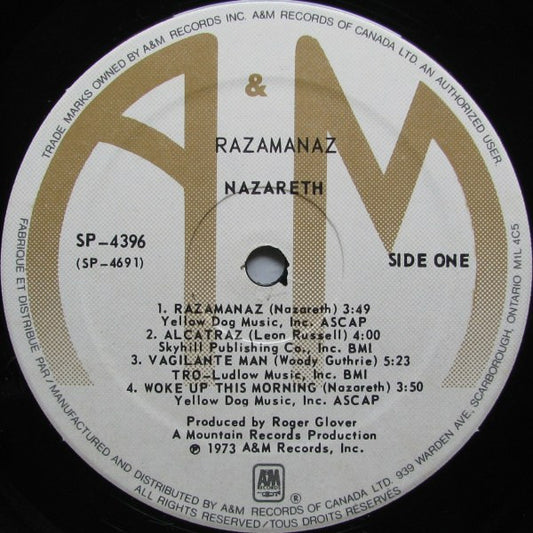 TRADE MARKS OWNED BY A&M RECORDS INC. A&M RECORDS OF CANADA LTD. AN AUTHORIZED USER.
A & M
RAZAMANAZ
NAZARETH
SP-4396
(SP-4691)
SIDE ONE
1. RAZAMANAZ (Nazareth) 3:49
Yellow Dog Music, Inc. ASCAP
2. ALCATRAZ (Leon Russell) 4:00
Skyhill Publishing Co., Inc. BMI
3. VAGILANTE MAN (Woody Guthrie) 5:23
TRO-Ludlow Music, Inc. BMI
4. WOKE UP THIS MORNING (Nazareth) 3:50
Yellow Dog Music, Inc. ASCAP
Produced by Roger Glover
A Mountain Records Production
℗ 1973 A&M Records, Inc.
A&M
RECORDS
®
FABRIQUÉ ET DISTRIBUÉ PAR / MANUFACTURED AND DISTRIBUTED BY A&M RECORDS OF CANADA LTD. 939 WARDEN AVE, SCARBOROUGH, ONTARIO M1L 4C5
ALL RIGHTS RESERVED/TOUS DROITS RESERVES